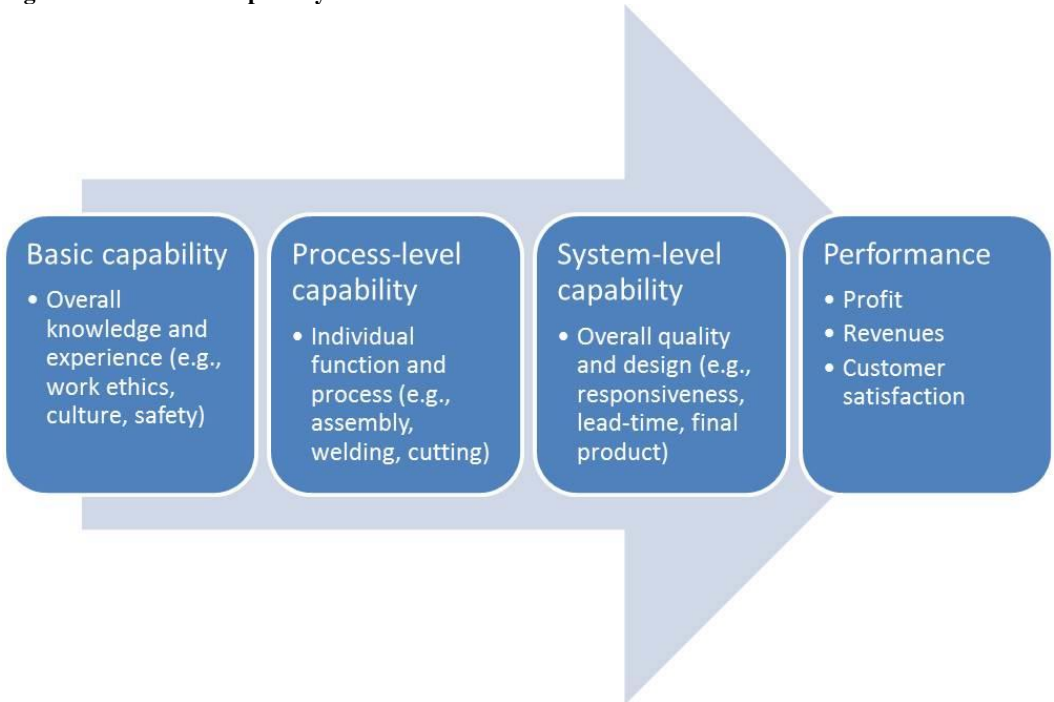 Basic capability
• Overall
knowledge and
experience (e.g.,
work ethics,
culture, safety)
Process-level
capability
• Individual
function and
process (e.g.,
assembly,
welding, cutting)
System-level
capability
• Overall quality
and design (e.g.,
responsiveness,
lead-time, final
product)
Performance
• Profit
• Revenues
• Customer
satisfaction